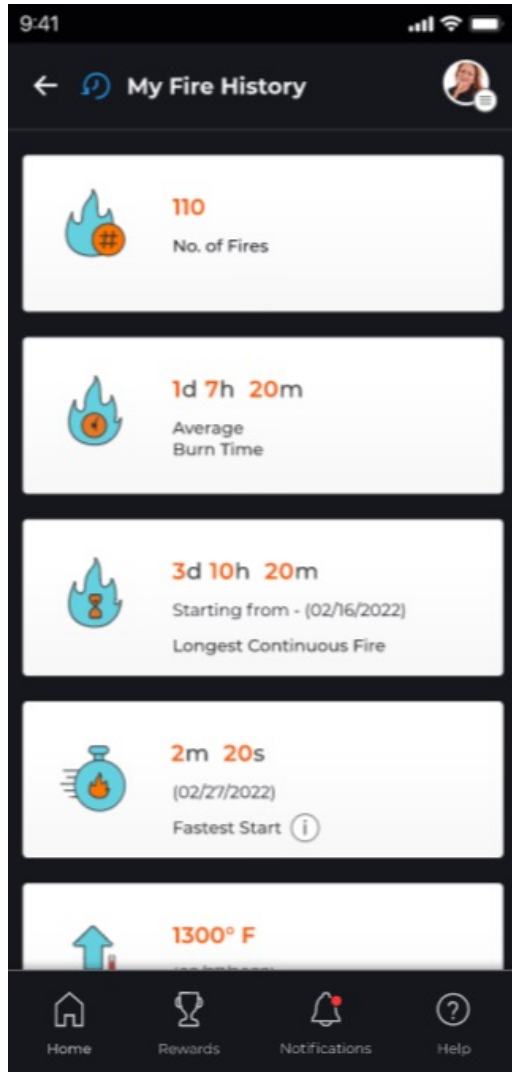 9:41
My Fire History
110
No. of Fires
1d 7h 20m
Average
Burn Time
3d 10h 20m
Starting from - (02/16/2022)
Longest Continuous Fire
2m 20s
(02/27/2022)
Fastest Start
1300° F
Home Rewards Notifications Help